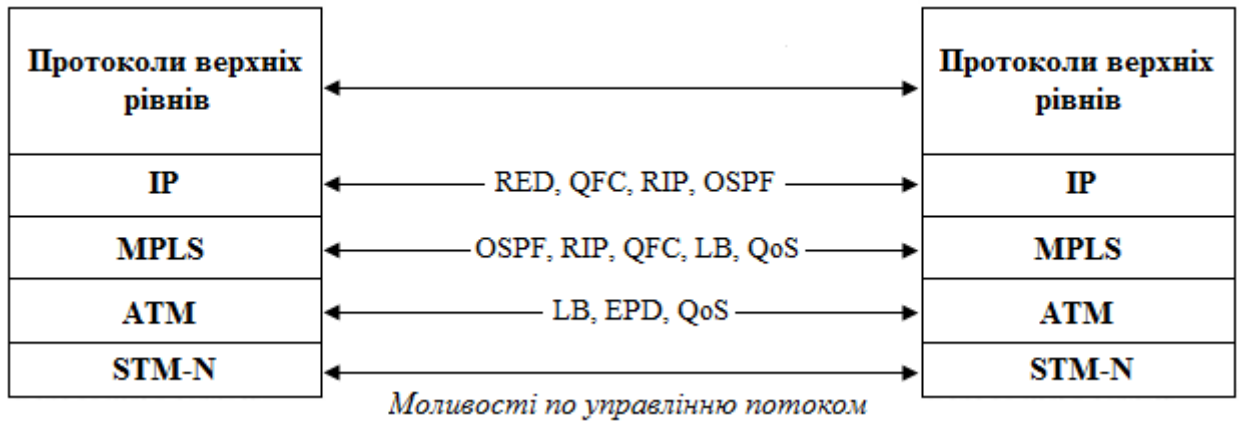 Протоколи верхніх
рівнів
Протоколи верхніх
рівнів
IP
RED, QFC, RIP, OSPF
IP
MPLS
OSPF, RIP, QFC, LB, QoS
MPLS
ATM
LB, EPD, QoS
ATM
STM-N
STM-N
Моливості по управлінню потоком